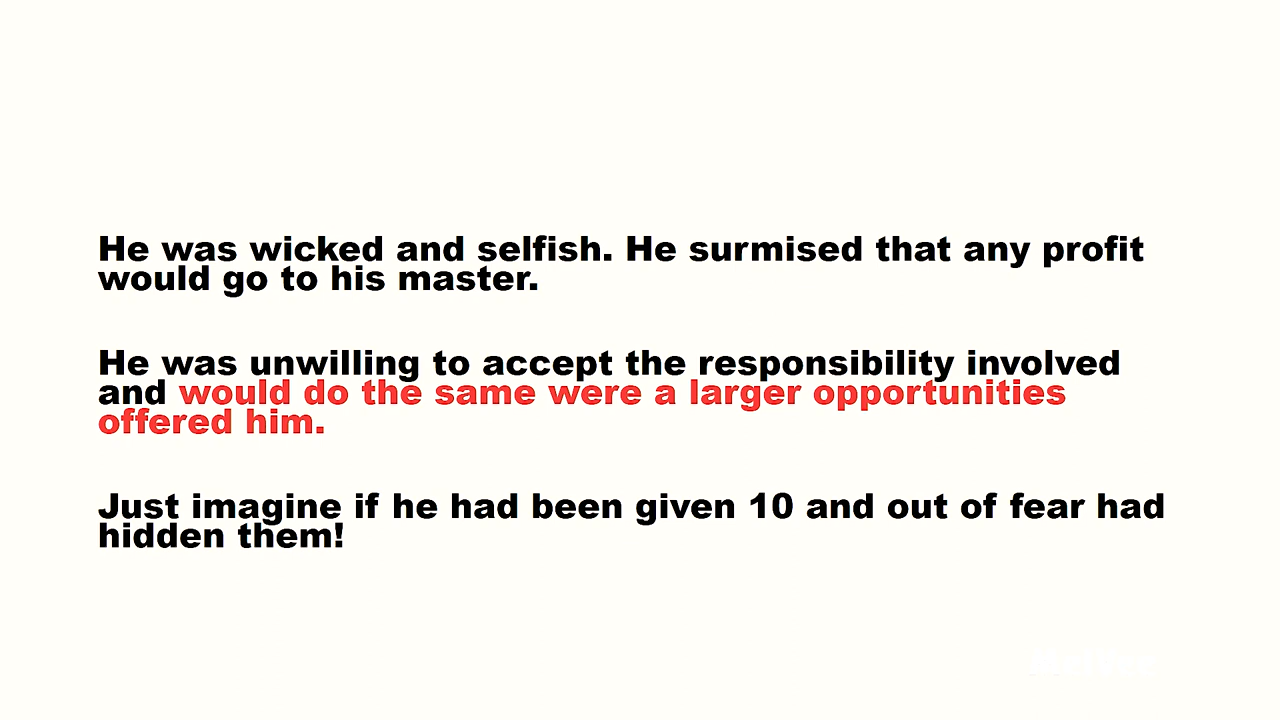 He was wicked and selfish. He surmised that any profit
would go to his master.
He was unwilling to accept the responsibility involved
and would do the same were a larger opportunities
offered him.
Just imagine if he had been given 10 and out of fear had
hidden them!